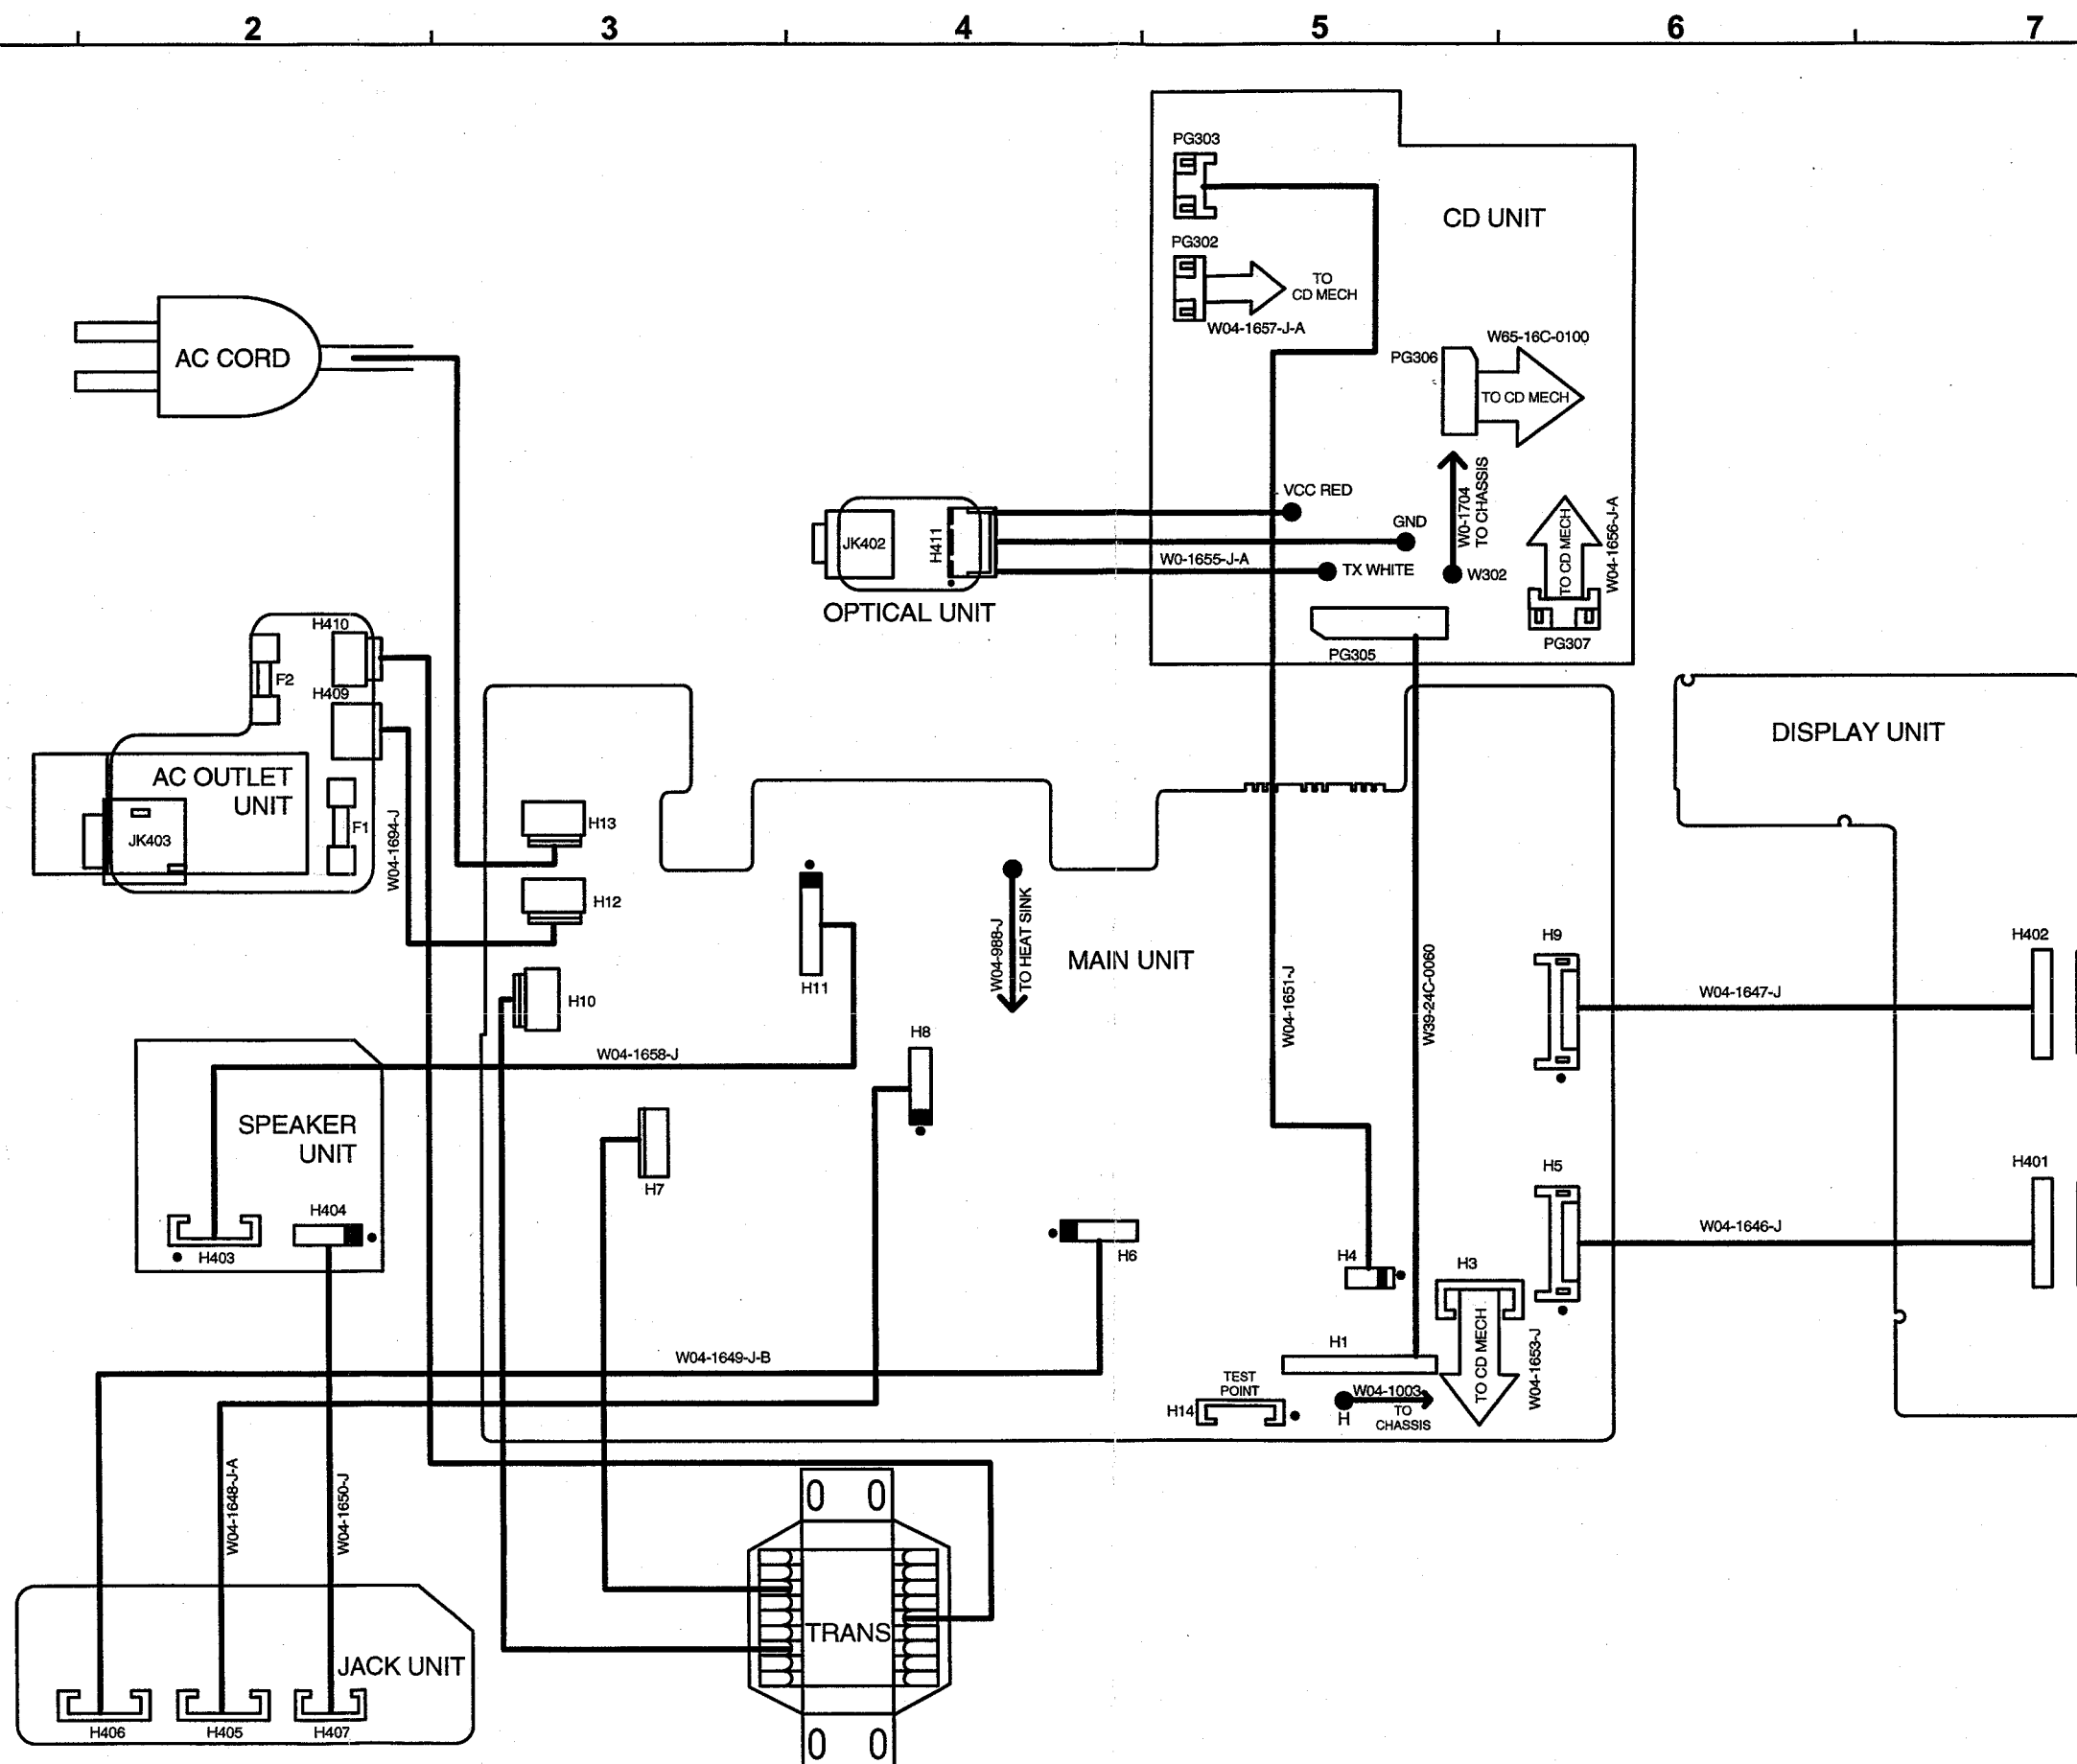 2 3 4 5 6 7
PG303
CD UNIT
PG302
TO
CD MECH
W04-1657-J-A
W65-16C-0100
PG306
TO CD MECH
AC CORD
VCC RED
GND
W0-1704
TO CHASSIS
TO CD MECH
W04-1656-J-A
JK402
H411
W0-1655-J-A
TX WHITE
W302
OPTICAL UNIT
PG305
PG307
H410
F2
H409
AC OUTLET
UNIT
JK403
F1
W04-1694-J
DISPLAY UNIT
H13
H12
H10
H11
W04-988-J
TO HEAT SINK
MAIN UNIT
W04-1651-J
W39-24C-0060
H9
H402
W04-1647-J
H8
W04-1658-J
SPEAKER
UNIT
H7
H404
H403
H6
H4
H3
H5
H401
W04-1646-J
TO CD MECH
W04-1653-J
H1
W04-1649-J-B
TEST
POINT
H14
W04-1003
H
TO
CHASSIS
W04-1648-J-A
W04-1650-J
TRANS
JACK UNIT
H406
H405
H407